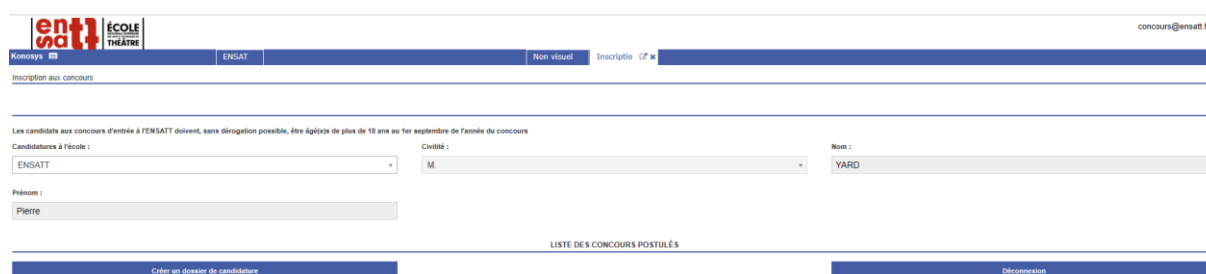 ensatt ÉCOLE
THÉÂTRE
concours@ensatt.f
Konosys ENSAT Non visuel Inscriptio
Inscription aux concours
Les candidats aux concours d'entrée à l'ENSATT doivent, sans dérogation possible, être âgé(e)s de plus de 18 ans au 1er septembre de l'année du concours
Candidatures à l'école : Civilité : Nom :
ENSATT M. YARD
Prénom :
Pierre
LISTE DES CONCOURS POSTULÉS
Créer un dossier de candidature Déconnexion